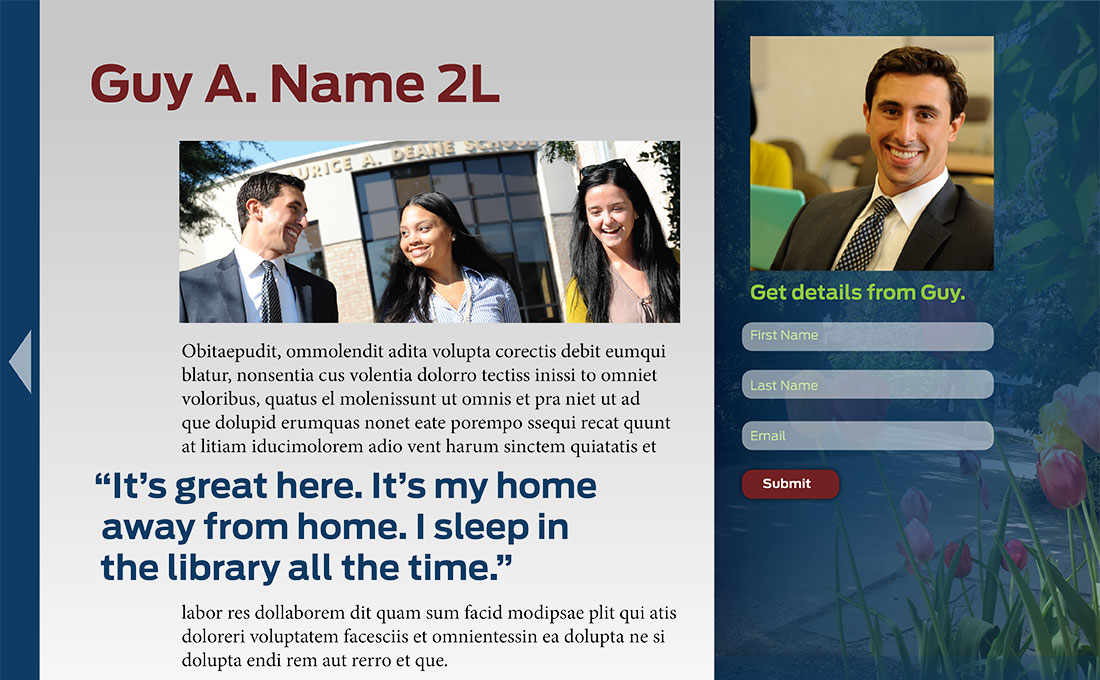 Guy A. Name 2L
URICE A. DEANE SCHOOL
Obitaepudit, ommolendit adita volupta corectis debit eumqui
blatur, nonsentia cus volentia dolorro tectiss inissi to omniet
voloribus, quatus el molenissunt ut omnis et pra niet ut ad
que dolupid erumquas nonet eate porempo ssequi recat quunt
at litiam iducimolorem adio vent harum sinctem quiatatis et
“It’s great here. It’s my home
away from home. I sleep in
the library all the time.”
labor res dollaborem dit quam sum facid modipsae plit qui atis
doloreri voluptatem facesciis et omnientessin ea dolupta ne si
dolupta endi rem aut rerro et que.
Get details from Guy.
First Name
Last Name
Email
Submit